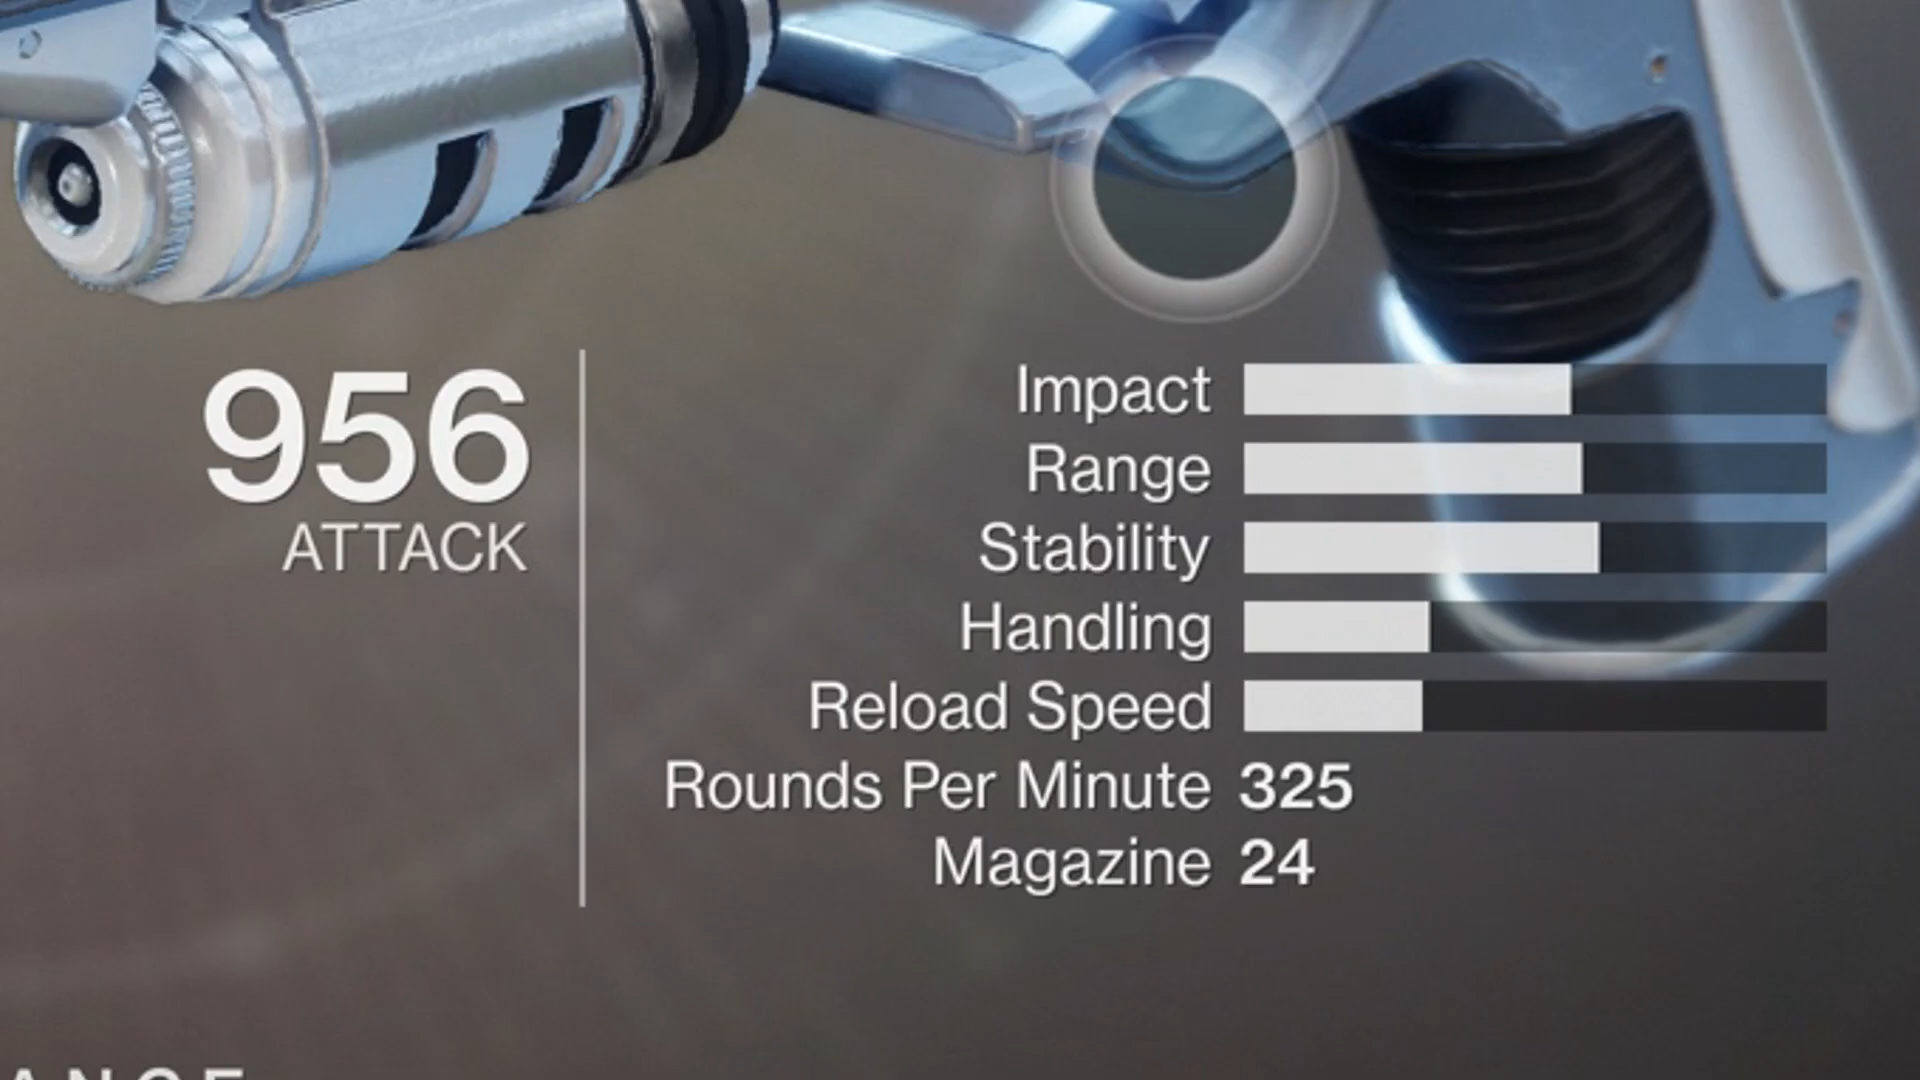 956
ATTACK
Impact
Range
Stability
Handling
Reload Speed
Rounds Per Minute 325
Magazine 24